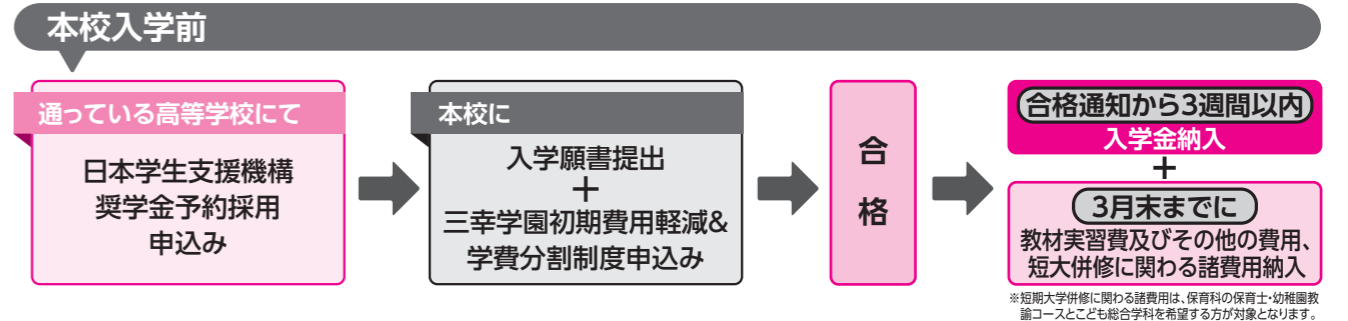 本校入学前
通っている高等学校にて
日本学生支援機構
奨学金予約採用
申込み
本校に
入学願書提出
+
三幸学園初期費用軽減&
学費分割制度申込み
合
格
合格通知から3週間以内
入学金納入
+
3月末までに
教材実習費及びその他の費用、
短大併修に関わる諸費用納入
※短期大学併修に関わる諸費用は、保育科の保育士・幼稚園教
諭コースとこども総合学科を希望する方が対象となります。